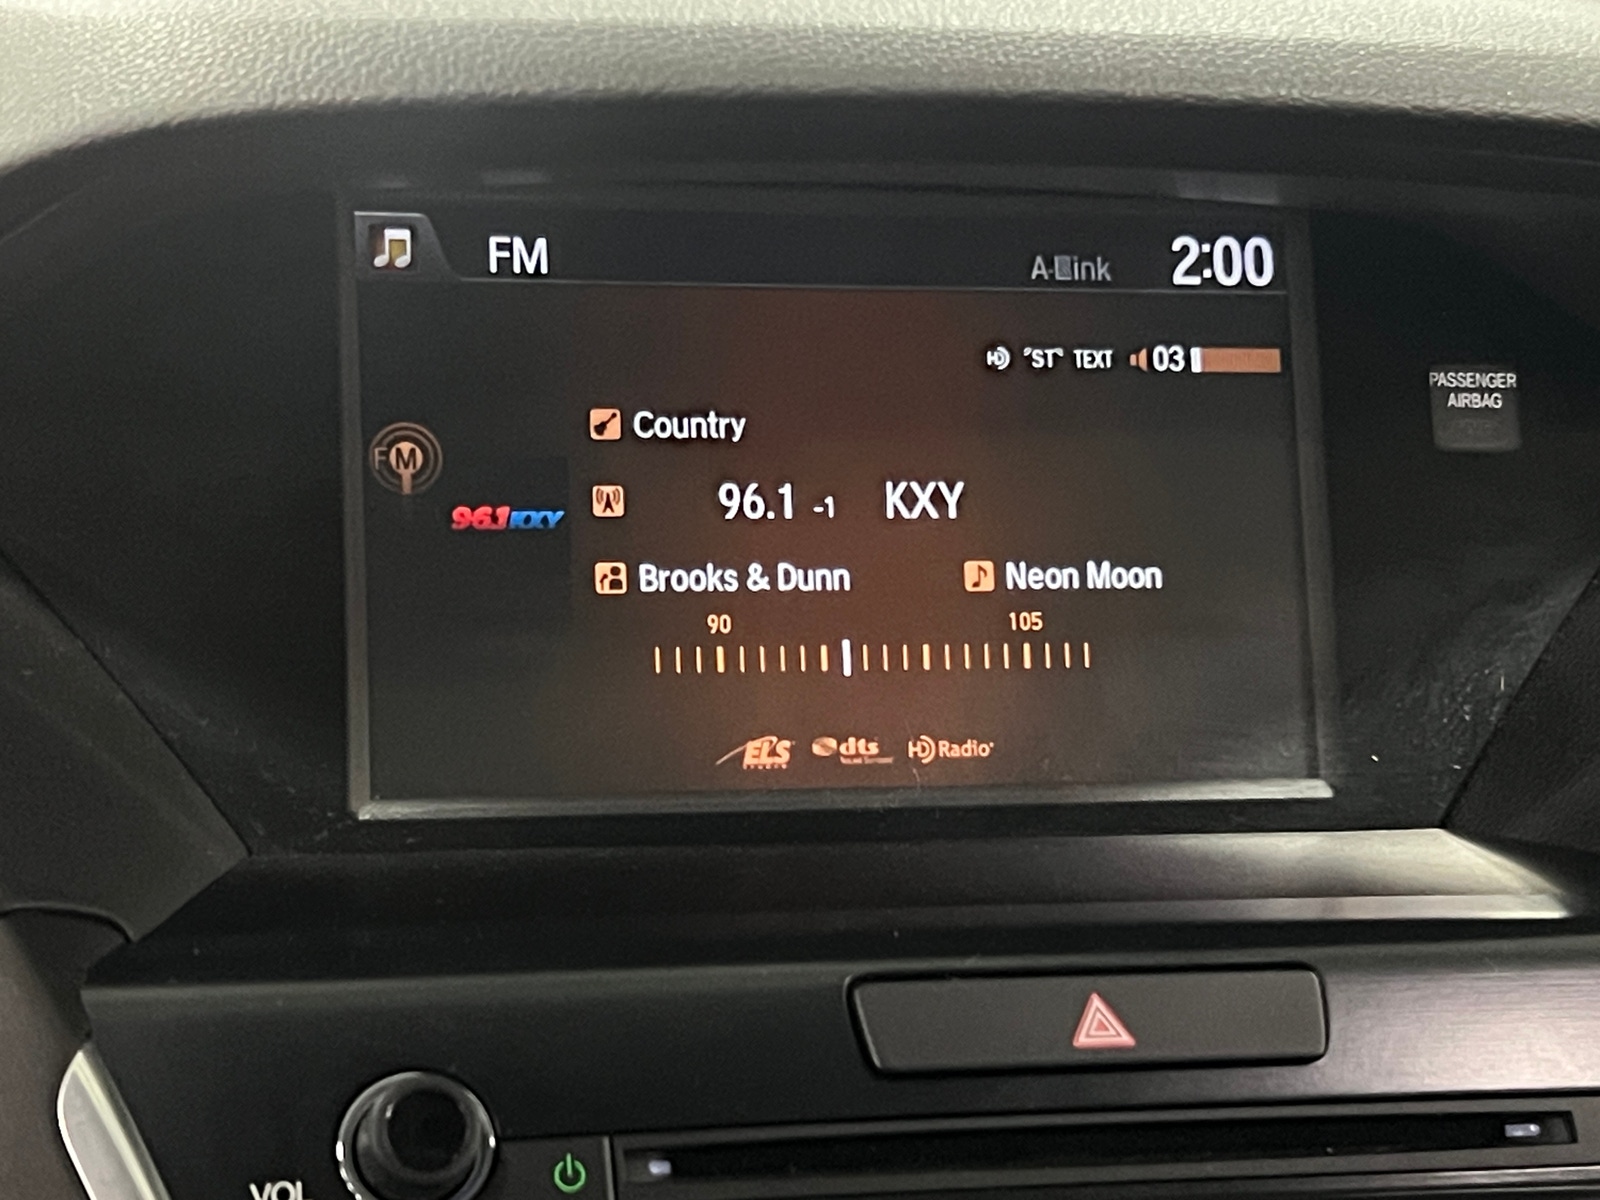 FM
A-Link
2:00
HD "ST" TEXT 03
PASSENGER
AIRBAG
Country
FM
96.1 KXY
96.1 -1 KXY
Brooks & Dunn
Neon Moon
90 105
ELS
STUDIO
dts
HD Radio
VOL